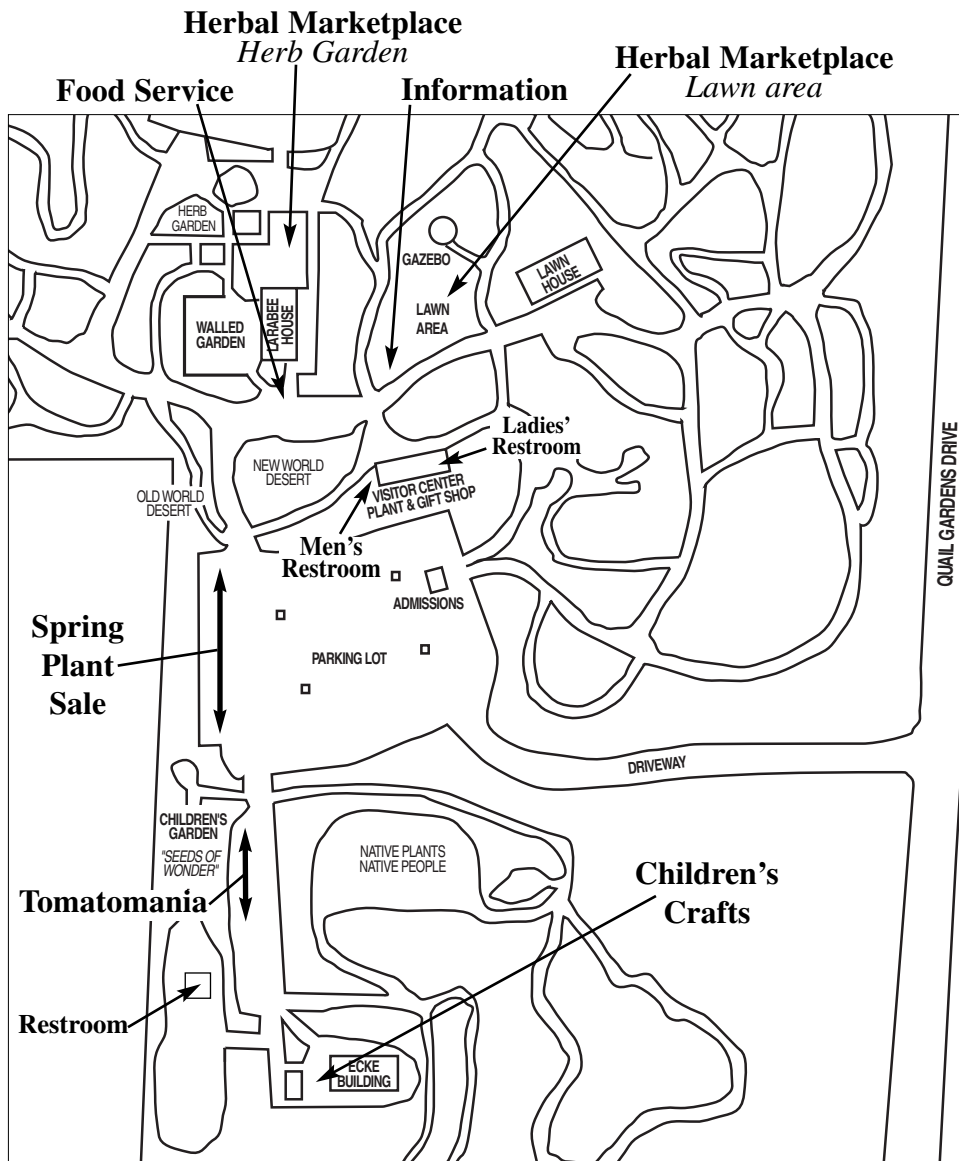 Herbal Marketplace
Herb Garden
Herbal Marketplace
Lawn area
Food Service
Information
HERB
GARDEN
GAZEBO
LAWN
HOUSE
LAWN
AREA
WALLED
GARDEN
LARABEE
HOUSE
Ladies'
Restroom
NEW WORLD
DESERT
OLD WORLD
DESERT
VISITOR CENTER
PLANT & GIFT SHOP
Men's
Restroom
ADMISSIONS
QUAIL GARDENS DRIVE
Spring
Plant
Sale
PARKING LOT
DRIVEWAY
CHILDREN'S
GARDEN
"SEEDS OF
WONDER"
NATIVE PLANTS
NATIVE PEOPLE
Tomatomania
Children's
Crafts
Restroom
ECKE
BUILDING